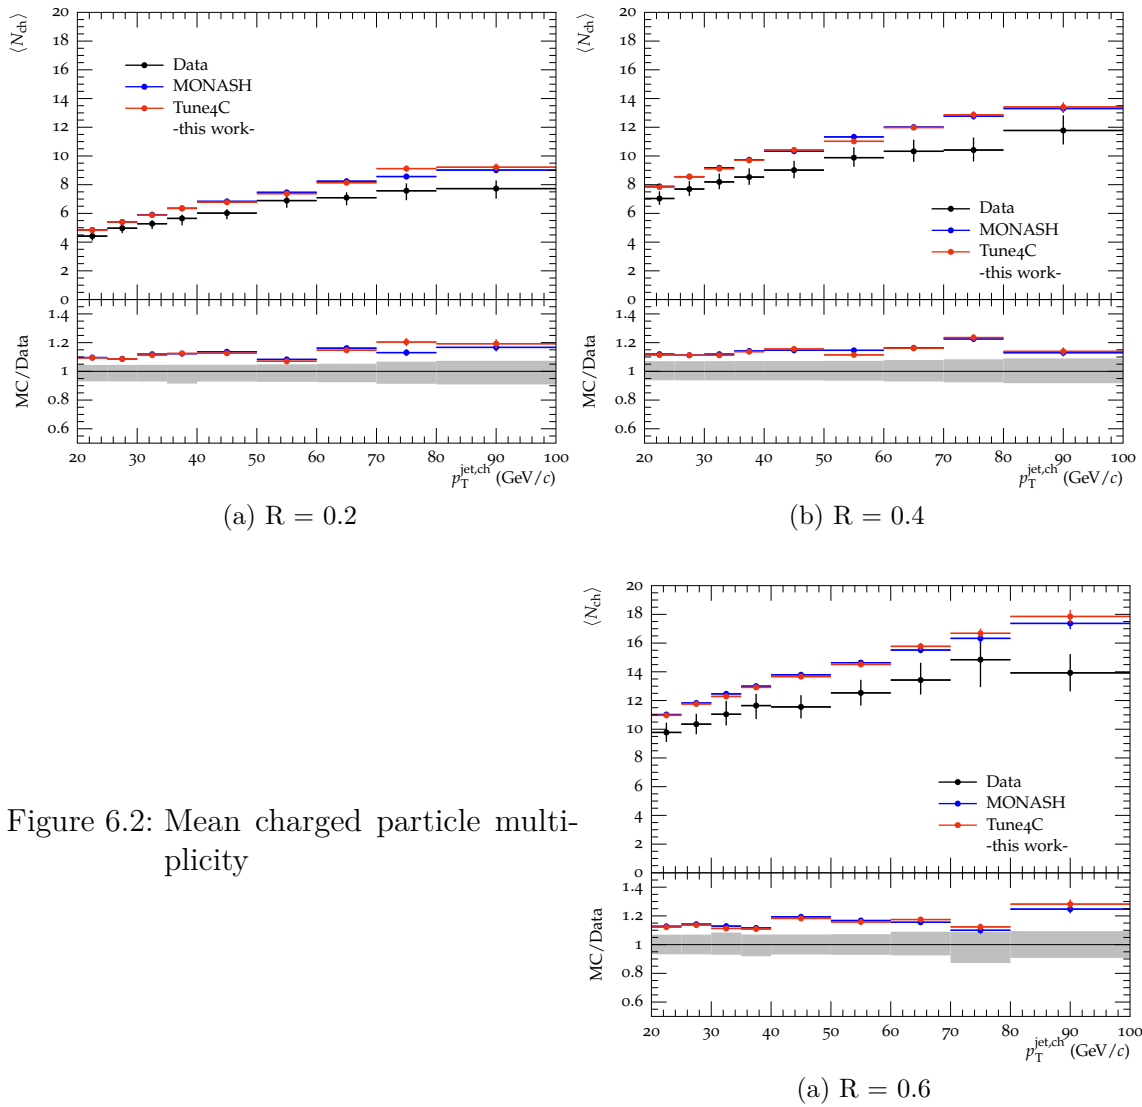 ⟨N_ch⟩
20
18
16
14
12
10
8
6
4
2
0
Data
MONASH
Tune4C
-this work-
MC/Data
1.4
1.2
1
0.8
0.6
20 30 40 50 60 70 80 90 100
p_T^jet,ch (GeV/c)
(a) R = 0.2
⟨N_ch⟩
20
18
16
14
12
10
8
6
4
2
0
Data
MONASH
Tune4C
-this work-
MC/Data
1.4
1.2
1
0.8
0.6
20 30 40 50 60 70 80 90 100
p_T^jet,ch (GeV/c)
(b) R = 0.4
Figure 6.2: Mean charged particle multi-
plicity
⟨N_ch⟩
20
18
16
14
12
10
8
6
4
2
0
Data
MONASH
Tune4C
-this work-
MC/Data
1.4
1.2
1
0.8
0.6
20 30 40 50 60 70 80 90 100
p_T^jet,ch (GeV/c)
(a) R = 0.6